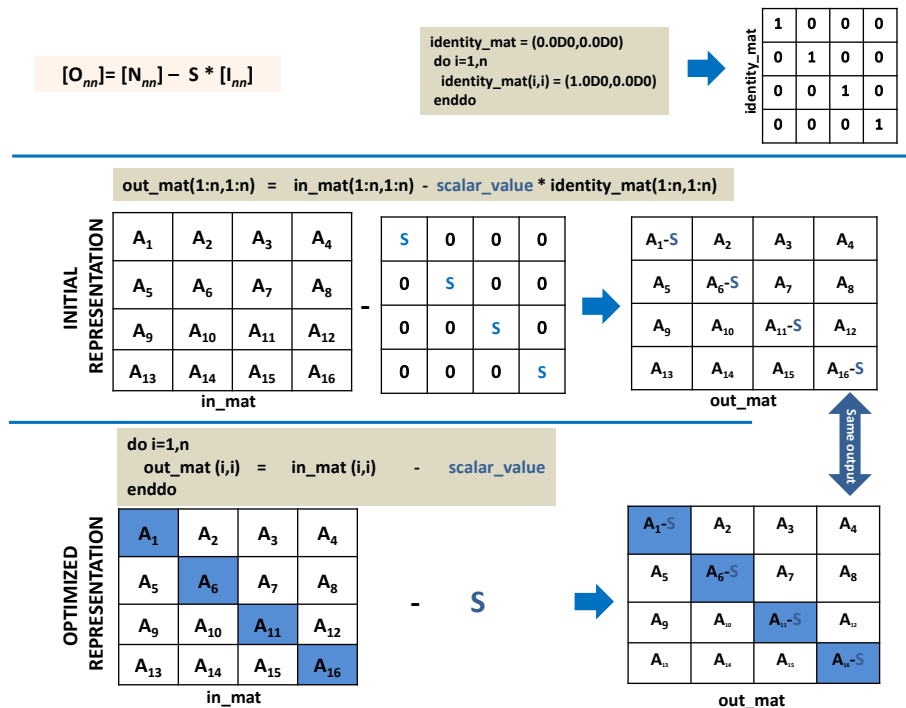 [Oₙₙ]= [Nₙₙ] – S * [Iₙₙ]
identity_mat = (0.0D0,0.0D0)
do i=1,n
identity_mat(i,i) = (1.0D0,0.0D0)
enddo
identity_mat
1 0 0 0
0 1 0 0
0 0 1 0
0 0 0 1
out_mat(1:n,1:n) = in_mat(1:n,1:n) - scalar_value * identity_mat(1:n,1:n)
INITIAL
REPRESENTATION
A₁ A₂ A₃ A₄
A₅ A₆ A₇ A₈
A₉ A₁₀ A₁₁ A₁₂
A₁₃ A₁₄ A₁₅ A₁₆
in_mat
-
S 0 0 0
0 S 0 0
0 0 S 0
0 0 0 S
A₁-S A₂ A₃ A₄
A₅ A₆-S A₇ A₈
A₉ A₁₀ A₁₁-S A₁₂
A₁₃ A₁₄ A₁₅ A₁₆-S
out_mat
Same output
do i=1,n
out_mat (i,i) = in_mat (i,i) - scalar_value
enddo
OPTIMIZED
REPRESENTATION
A₁ A₂ A₃ A₄
A₅ A₆ A₇ A₈
A₉ A₁₀ A₁₁ A₁₂
A₁₃ A₁₄ A₁₅ A₁₆
in_mat
- S
A₁-S A₂ A₃ A₄
A₅ A₆-S A₇ A₈
A₉ A₁₀ A₁₁-S A₁₂
A₁₃ A₁₄ A₁₅ A₁₆-S
out_mat